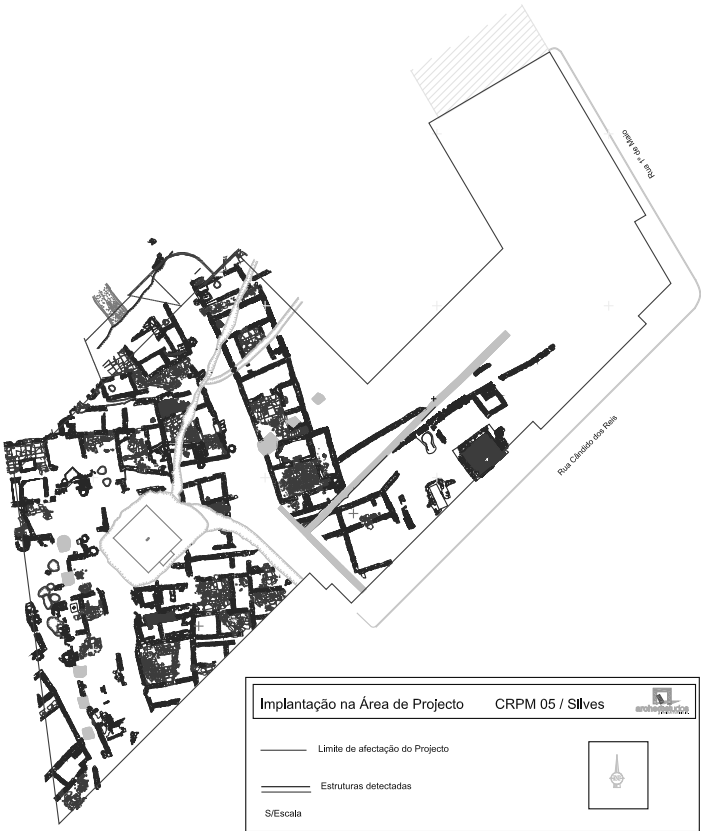 Rua 1º de Maio
Rua Cândido dos Reis
Implantação na Área de Projecto CRPM 05 / SIlves
archeoestudos
Limite de afectação do Projecto
Estruturas detectadas
S/Escala